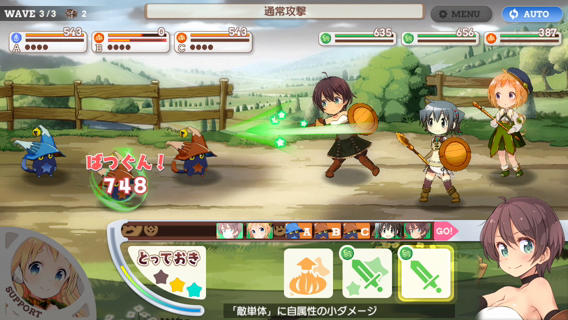 WAVE 3/3 2
通常攻撃
MENU
AUTO
A 543
B 0
C 543
635
656
387
ばつぐん!
748
A B C GO!
とっておき
SUPPORT
「敵単体」に自属性の小ダメージ